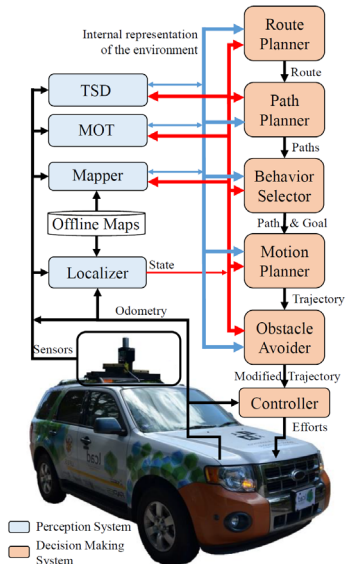 Internal representation
of the environment
Route
Planner
Route
TSD
Path
Planner
MOT
Paths
Mapper
Behavior
Selector
Offline Maps
Path & Goal
Localizer
State
Motion
Planner
Trajectory
Odometry
Obstacle
Avoider
Sensors
Modified Trajectory
Controller
Efforts
lcad
Perception System
Decision Making
System